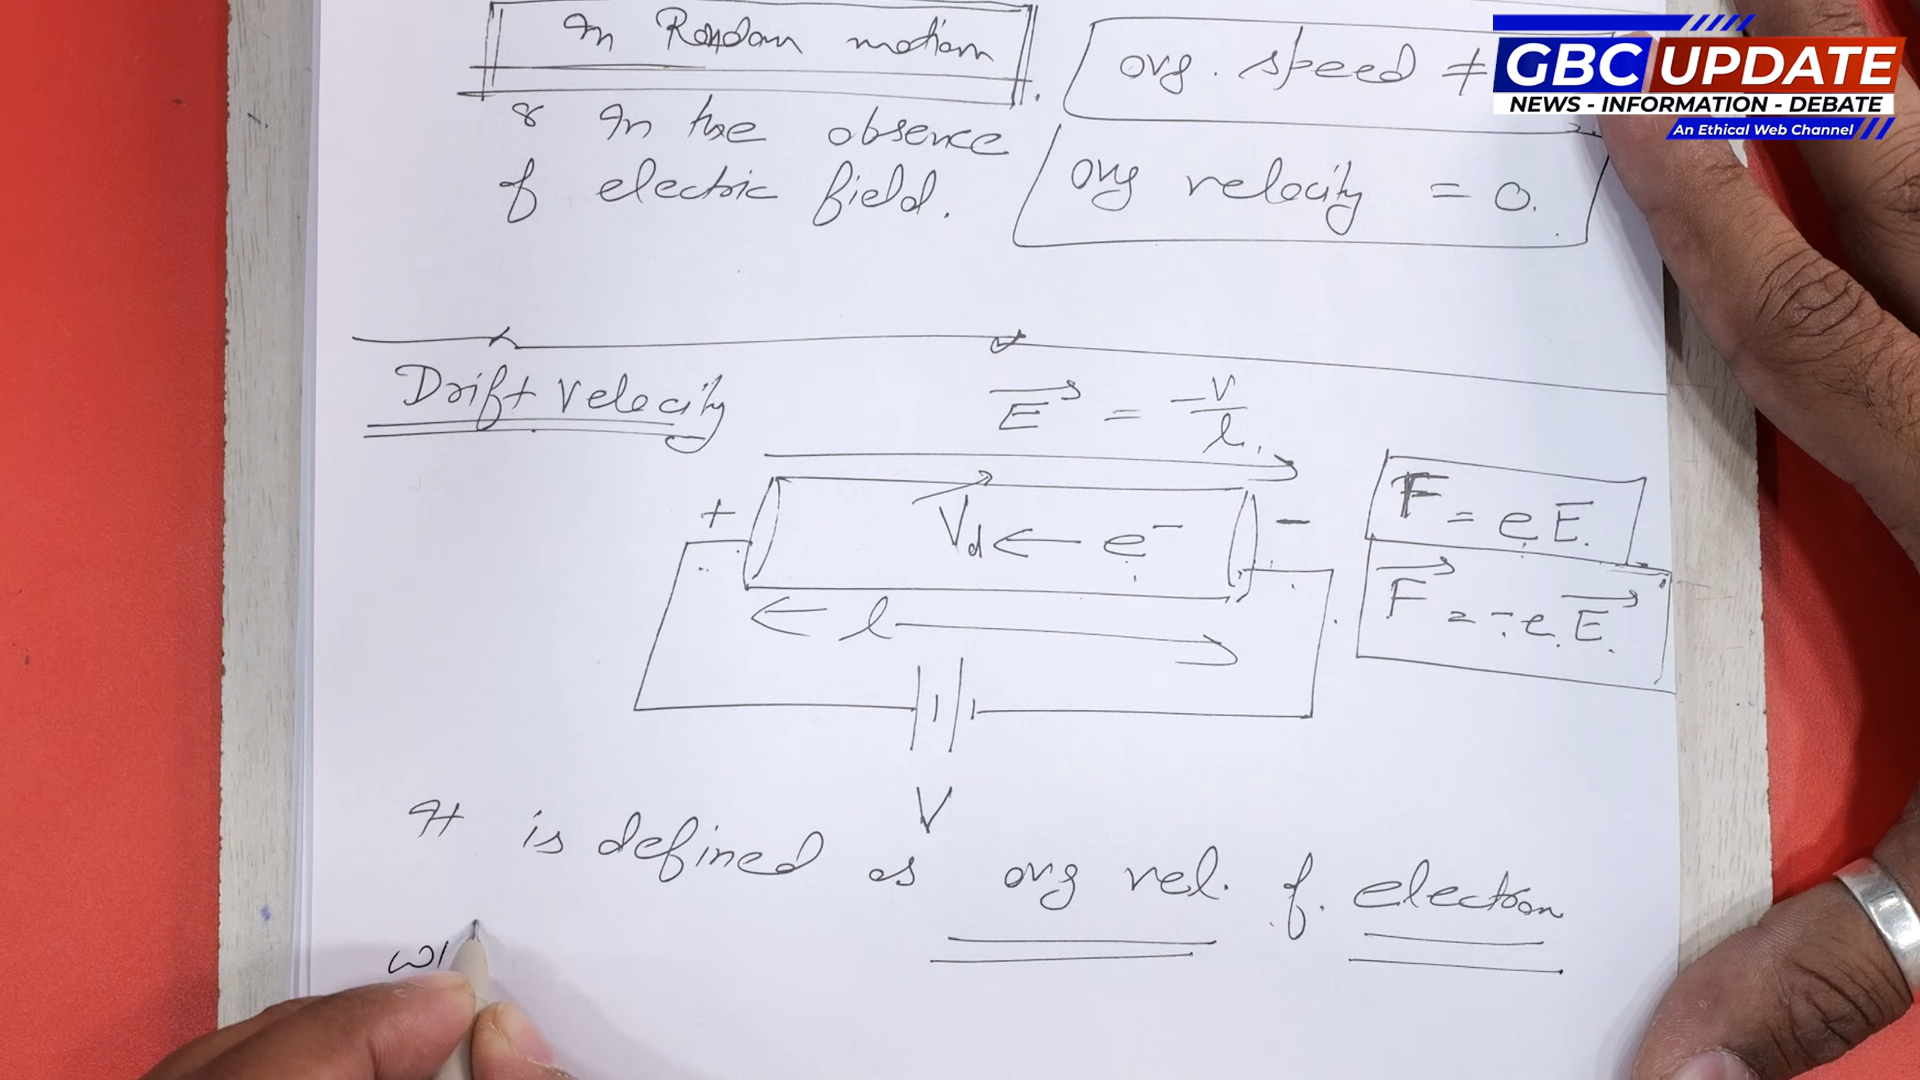 In Random motion
avg. speed ≠
GBC UPDATE
NEWS - INFORMATION - DEBATE
An Ethical Web Channel
& In the absence
of electric field.
avg velocity = 0.
Drift Velocity
E = -V/l
+ Vd ← e⁻ -
l
F = eE.
F = -e.E.
V
It is defined as avg vel. of. electron